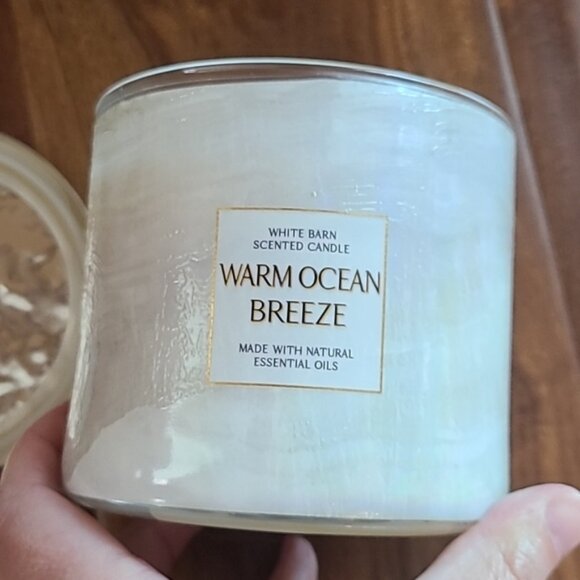 WHITE BARN
SCENTED CANDLE
WARM OCEAN
BREEZE
MADE WITH NATURAL
ESSENTIAL OILS